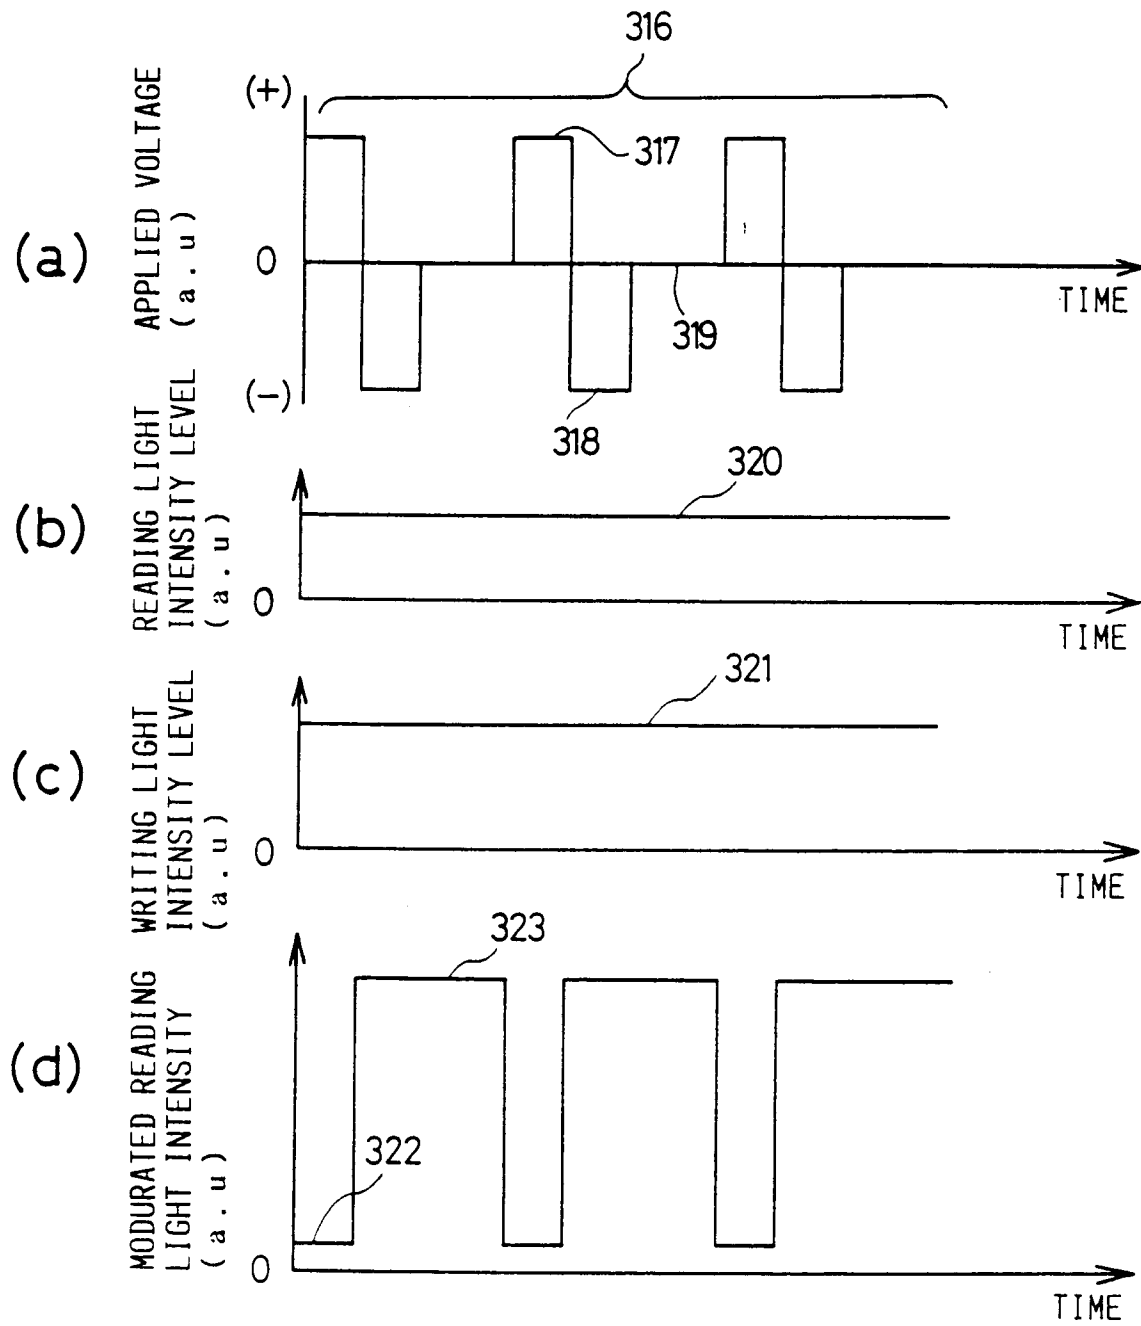 316
(a)
APPLIED VOLTAGE
(a.u)
(+)
0
(-)
317
318
319
TIME
(b)
READING LIGHT
INTENSITY LEVEL
(a.u)
0
320
TIME
(c)
WRITING LIGHT
INTENSITY LEVEL
(a.u)
0
321
TIME
(d)
MODURATED READING
LIGHT INTENSITY
(a.u)
0
322
323
TIME